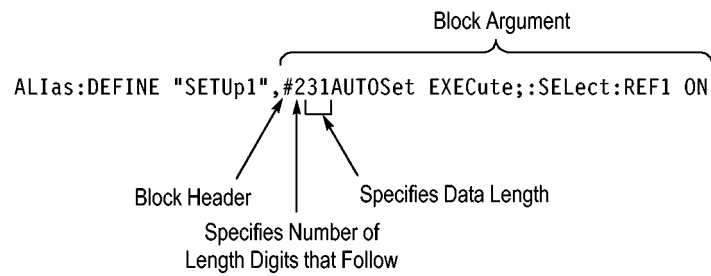 Block Argument
ALIas:DEFINE "SETUp1",#231AUTOSet EXECute;:SELect:REF1 ON
Block Header
Specifies Data Length
Specifies Number of
Length Digits that Follow